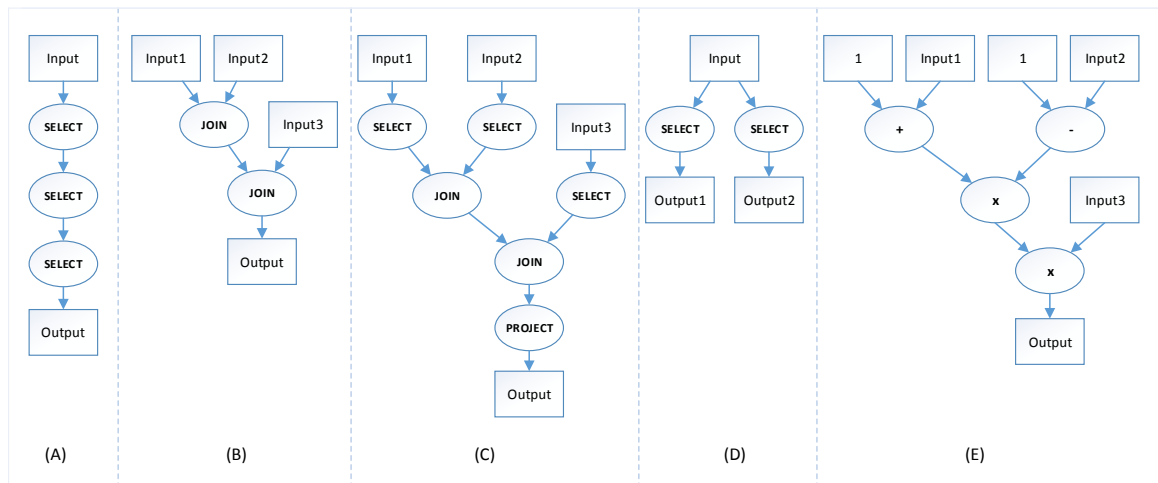 Input
SELECT
SELECT
SELECT
Output
(A)
Input1 Input2
JOIN
Input3
JOIN
Output
(B)
Input1 Input2
SELECT SELECT
Input3
JOIN
SELECT
JOIN
PROJECT
Output
(C)
Input
SELECT SELECT
Output1 Output2
(D)
1 Input1 1 Input2
+ -
x
Input3
x
Output
(E)